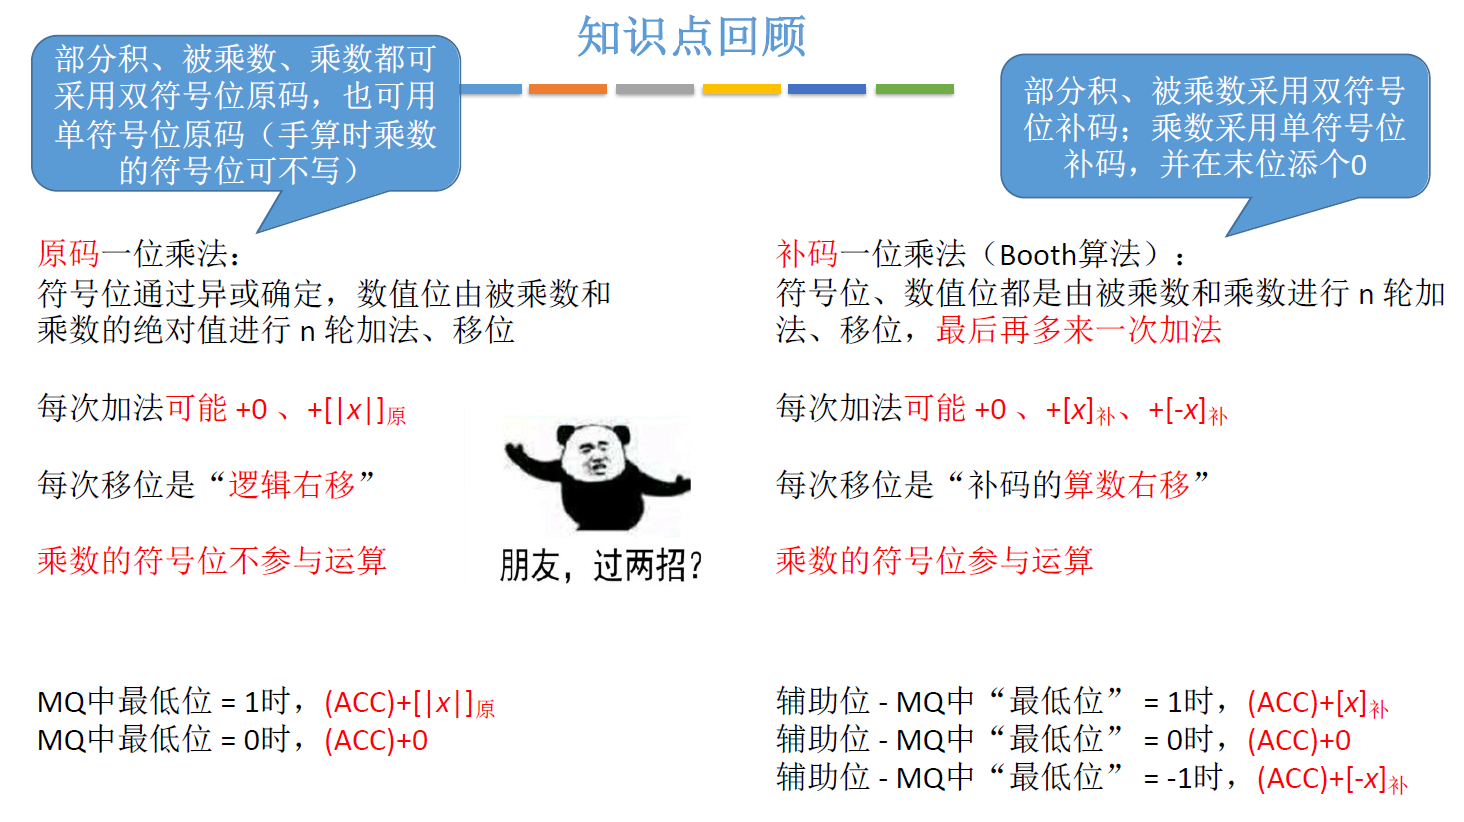 知识点回顾
部分积、被乘数、乘数都可
采用双符号位原码，也可用
单符号位原码（手算时乘数
的符号位可不写）
部分积、被乘数采用双符号
位补码；乘数采用单符号位
补码，并在末位添个0
原码一位乘法：
符号位通过异或确定，数值位由被乘数和
乘数的绝对值进行 n 轮加法、移位
每次加法可能 +0 、+[|x|]原
每次移位是“逻辑右移”
乘数的符号位不参与运算
MQ中最低位 = 1时，(ACC)+[|x|]原
MQ中最低位 = 0时，(ACC)+0
朋友，过两招?
补码一位乘法（Booth算法）：
符号位、数值位都是由被乘数和乘数进行 n 轮加
法、移位，最后再多来一次加法
每次加法可能 +0 、+[x]补、+[-x]补
每次移位是“补码的算数右移”
乘数的符号位参与运算
辅助位 - MQ中“最低位” = 1时，(ACC)+[x]补
辅助位 - MQ中“最低位” = 0时，(ACC)+0
辅助位 - MQ中“最低位” = -1时，(ACC)+[-x]补